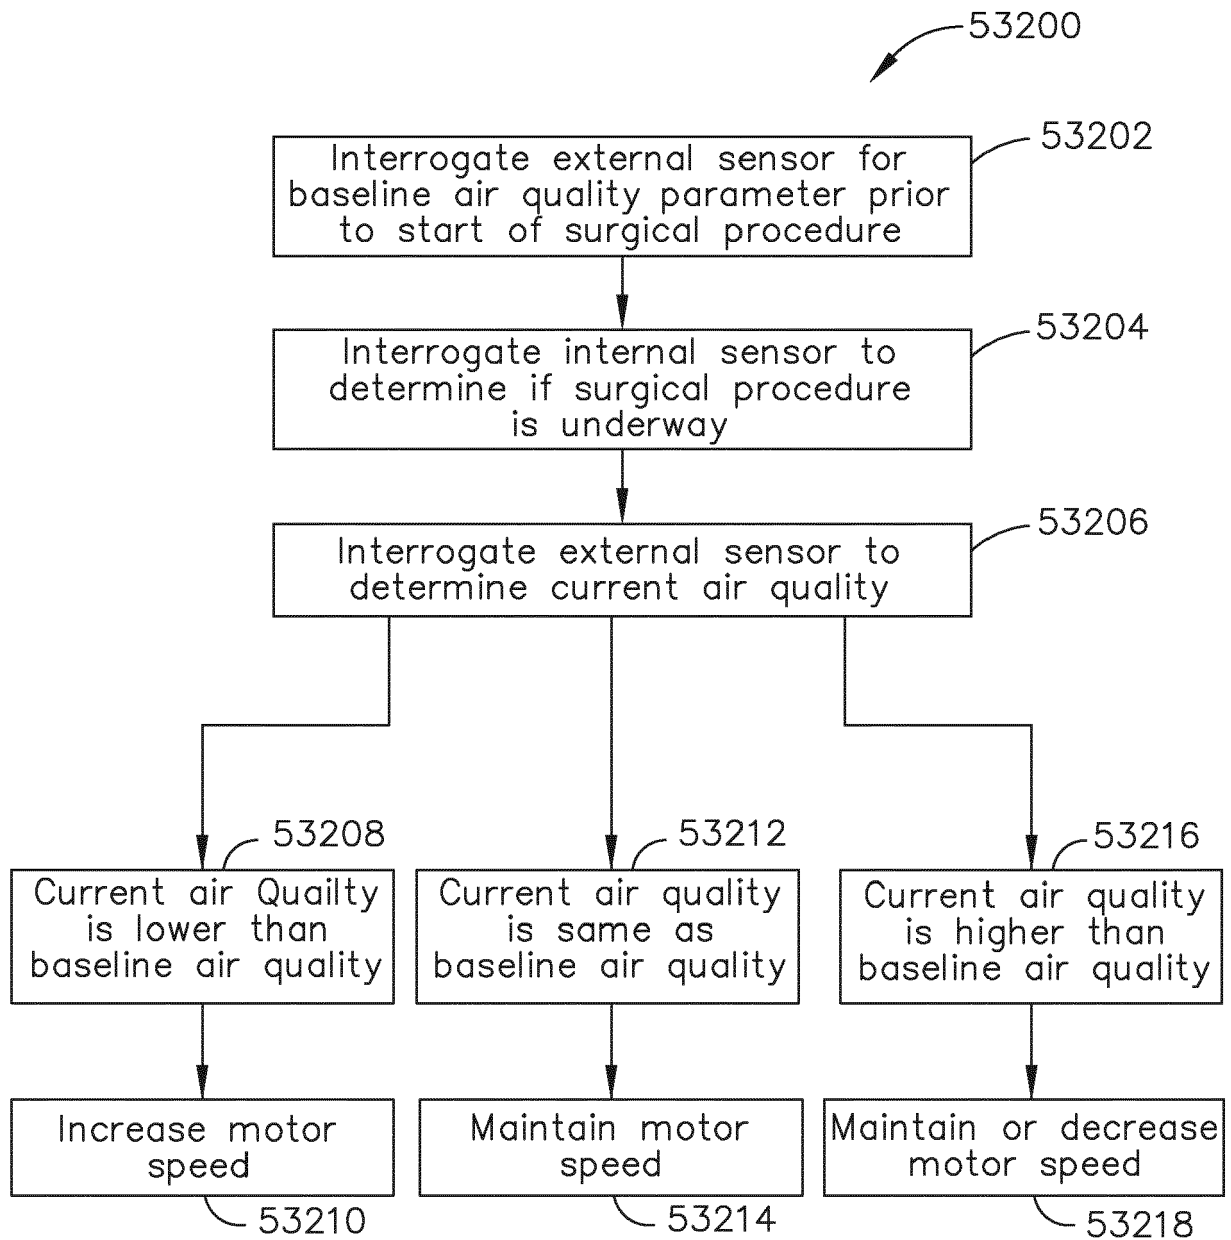 53200
53202
Interrogate external sensor for
baseline air quality parameter prior
to start of surgical procedure
53204
Interrogate internal sensor to
determine if surgical procedure
is underway
53206
Interrogate external sensor to
determine current air quality
53208
Current air Quailty
is lower than
baseline air quality
53212
Current air quality
is same as
baseline air quality
53216
Current air quality
is higher than
baseline air quality
Increase motor
speed
53210
Maintain motor
speed
53214
Maintain or decrease
motor speed
53218